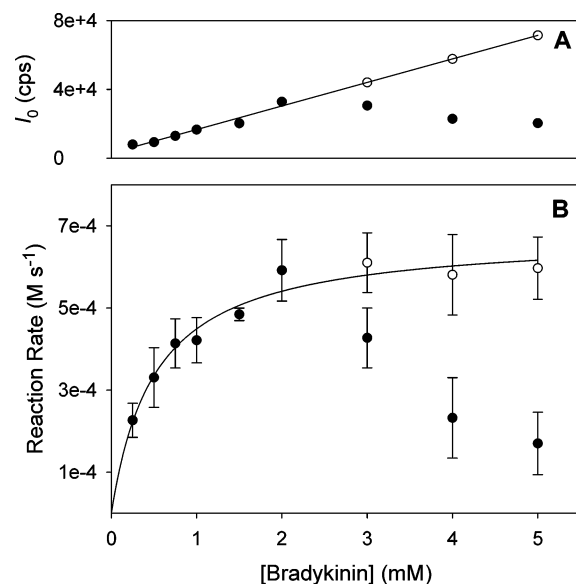 8e+4
A
4e+4
0
I0 (cps)
B
7e-4
5e-4
3e-4
1e-4
Reaction Rate (M s-1)
0 1 2 3 4 5
[Bradykinin] (mM)